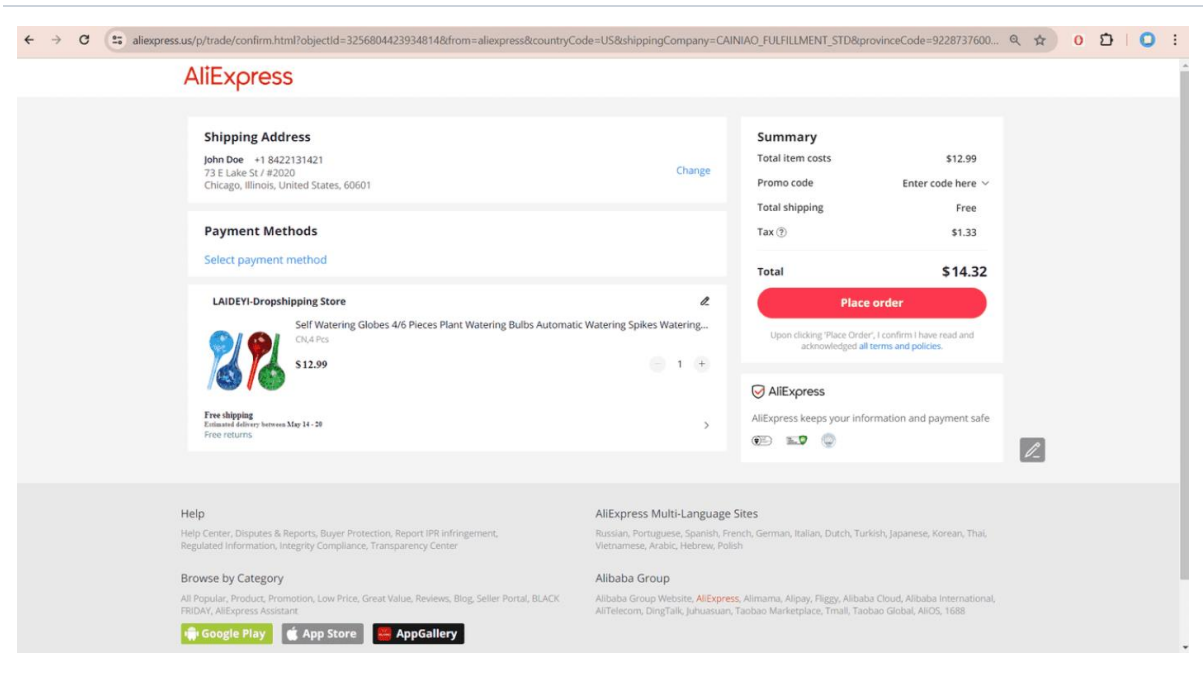 aliexpress.us/p/trade/confirm.html?objectId=3256804423934814&from=aliexpress&countryCode=US&shippingCompany=CAINIAO_FULFILLMENT_STD&provinceCode=9228737600...
AliExpress
Shipping Address
John Doe +1 8422131421
73 E Lake St / #2020
Chicago, Illinois, United States, 60601
Change
Payment Methods
Select payment method
LAIDEYI-Dropshipping Store
Self Watering Globes 4/6 Pieces Plant Watering Bulbs Automatic Watering Spikes Watering...
CN,4 Pcs
$12.99
- 1 +
Free shipping
Estimated delivery between May 14 - 20
Free returns
Summary
Total item costs $12.99
Promo code Enter code here
Total shipping Free
Tax ? $1.33
Total $14.32
Place order
Upon clicking 'Place Order', I confirm I have read and
acknowledged all terms and policies.
AliExpress
AliExpress keeps your information and payment safe
Help
Help Center, Disputes & Reports, Buyer Protection, Report IPR infringement,
Regulated Information, Integrity Compliance, Transparency Center
AliExpress Multi-Language Sites
Russian, Portuguese, Spanish, French, German, Italian, Dutch, Turkish, Japanese, Korean, Thai,
Vietnamese, Arabic, Hebrew, Polish
Browse by Category
All Popular, Product, Promotion, Low Price, Great Value, Reviews, Blog, Seller Portal, BLACK
FRIDAY, AliExpress Assistant
Alibaba Group
Alibaba Group Website, AliExpress, Alimama, Alipay, Fliggy, Alibaba Cloud, Alibaba International,
AliTelecom, DingTalk, Juhuasuan, Taobao Marketplace, Tmall, Taobao Global, AliOS, 1688
Google Play
App Store
AppGallery